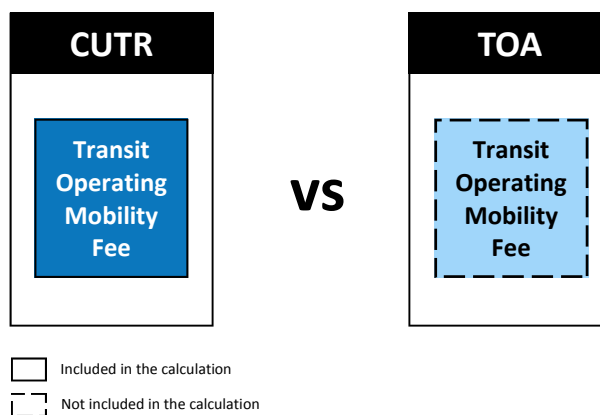 CUTR
Transit
Operating
Mobility
Fee
VS
TOA
Transit
Operating
Mobility
Fee
Included in the calculation
Not included in the calculation